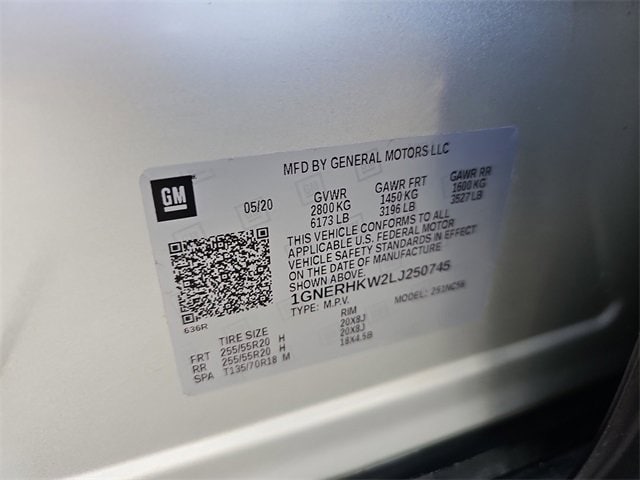 MFD BY GENERAL MOTORS LLC
GM
05/20
GVWR GAWR FRT GAWR RR
2800 KG 1450 KG 1600 KG
6173 LB 3196 LB 3527 LB
THIS VEHICLE CONFORMS TO ALL
APPLICABLE U.S. FEDERAL MOTOR
VEHICLE SAFETY STANDARDS IN EFFECT
ON THE DATE OF MANUFACTURE
SHOWN ABOVE.
1GNERHKW2LJ250745
TYPE: M.P.V. MODEL:
636R
TIRE SIZE RIM
FRT 255/55R20 H 20X8J
RR 255/55R20 H 20X8J
SPA T135/70R18 M 18X4.5B